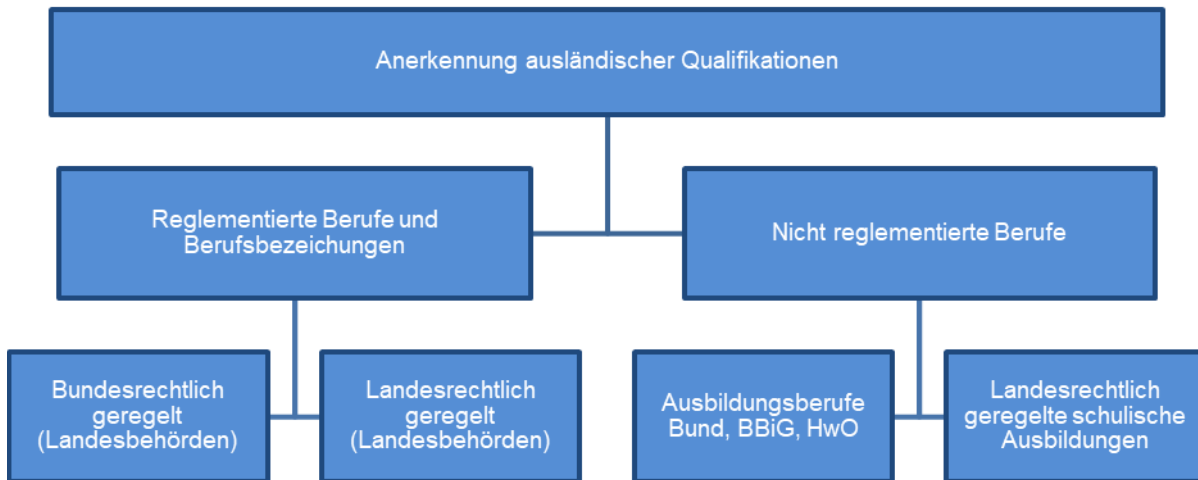 Anerkennung ausländischer Qualifikationen
Reglementierte Berufe und
Berufsbezeichungen
Nicht reglementierte Berufe
Bundesrechtlich
geregelt
(Landesbehörden)
Landesrechtlich
geregelt
(Landesbehörden)
Ausbildungsberufe
Bund, BBiG, HwO
Landesrechtlich
geregelte schulische
Ausbildungen